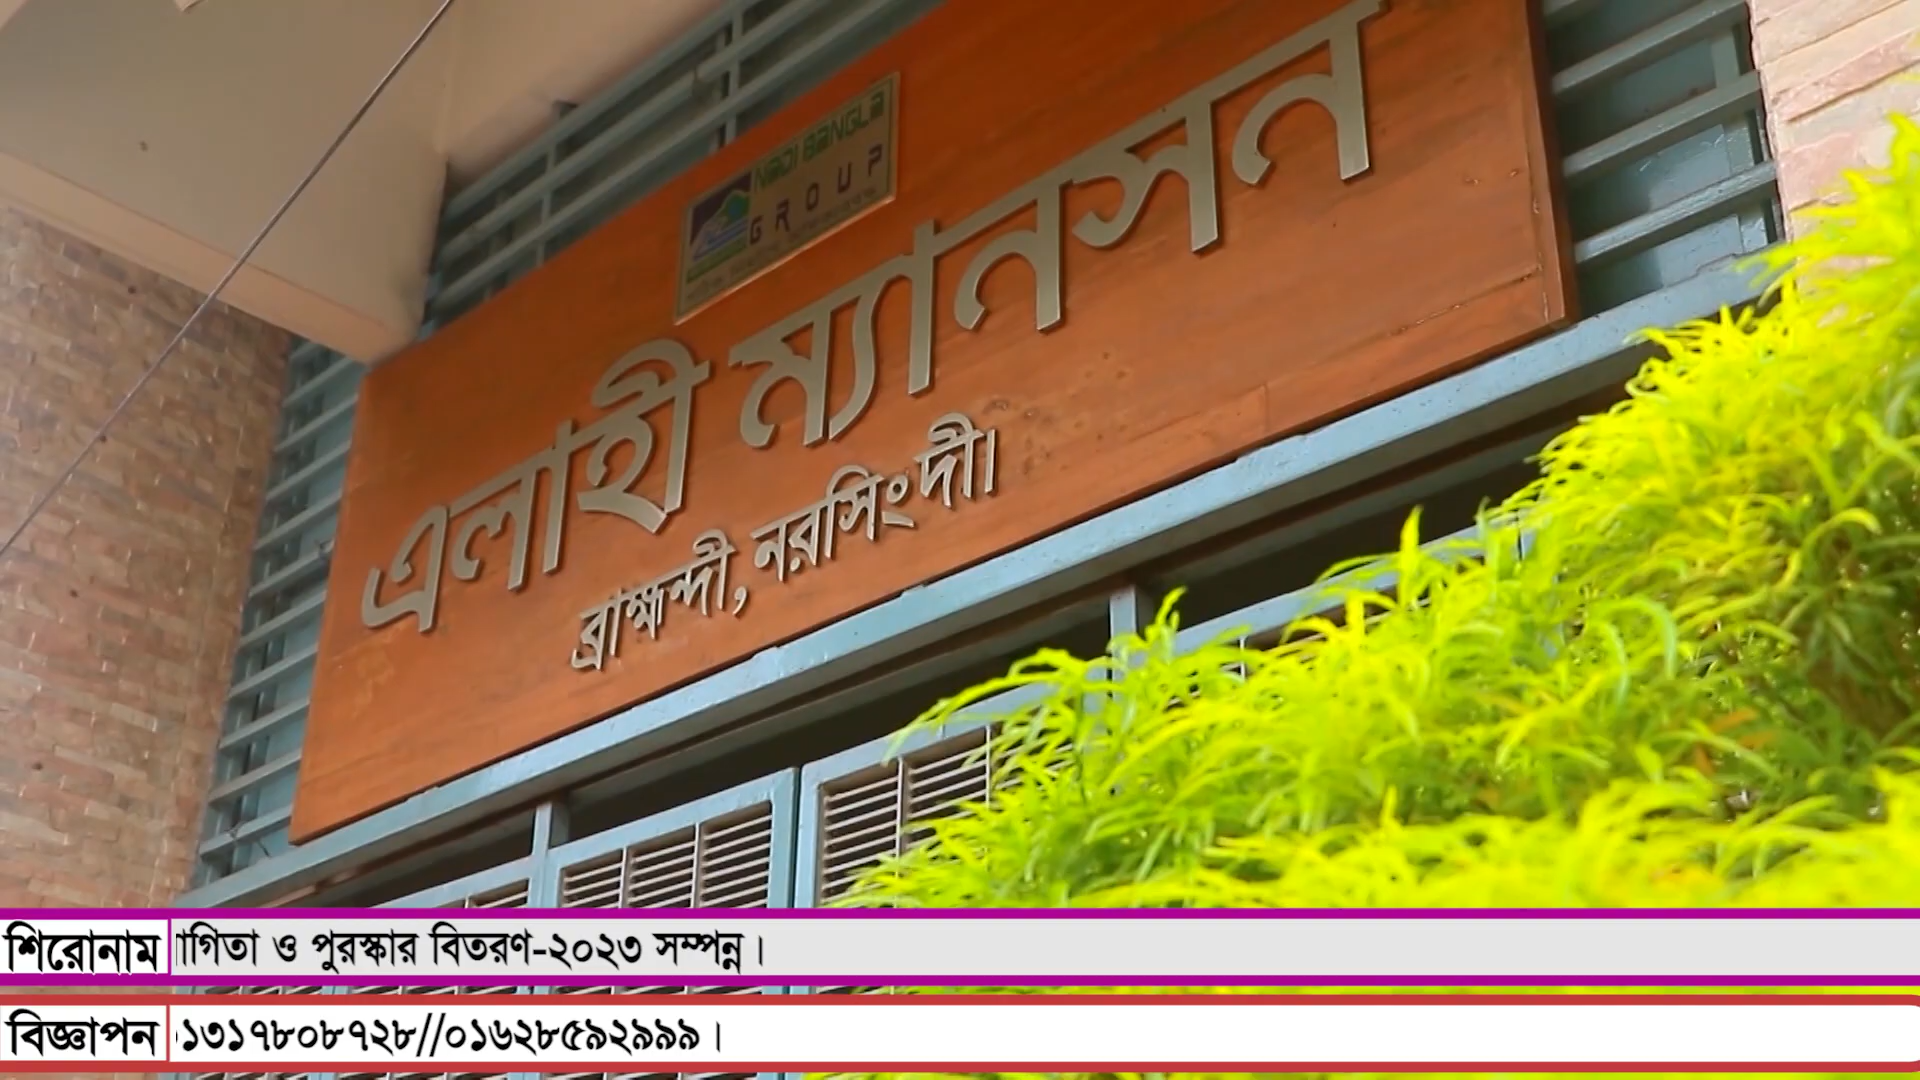 NADI BANGLA
GROUP
এলাহী ম্যানসন
ব্রাহ্মন্দী, নরসিংদী।
শিরোনাম
াগিতা ও পুরস্কার বিতরণ-২০২৩ সম্পন্ন।
বিজ্ঞাপন
১৩১৭৮০৮৭২৮//০১৬২৮৫৯২৯৯৯।